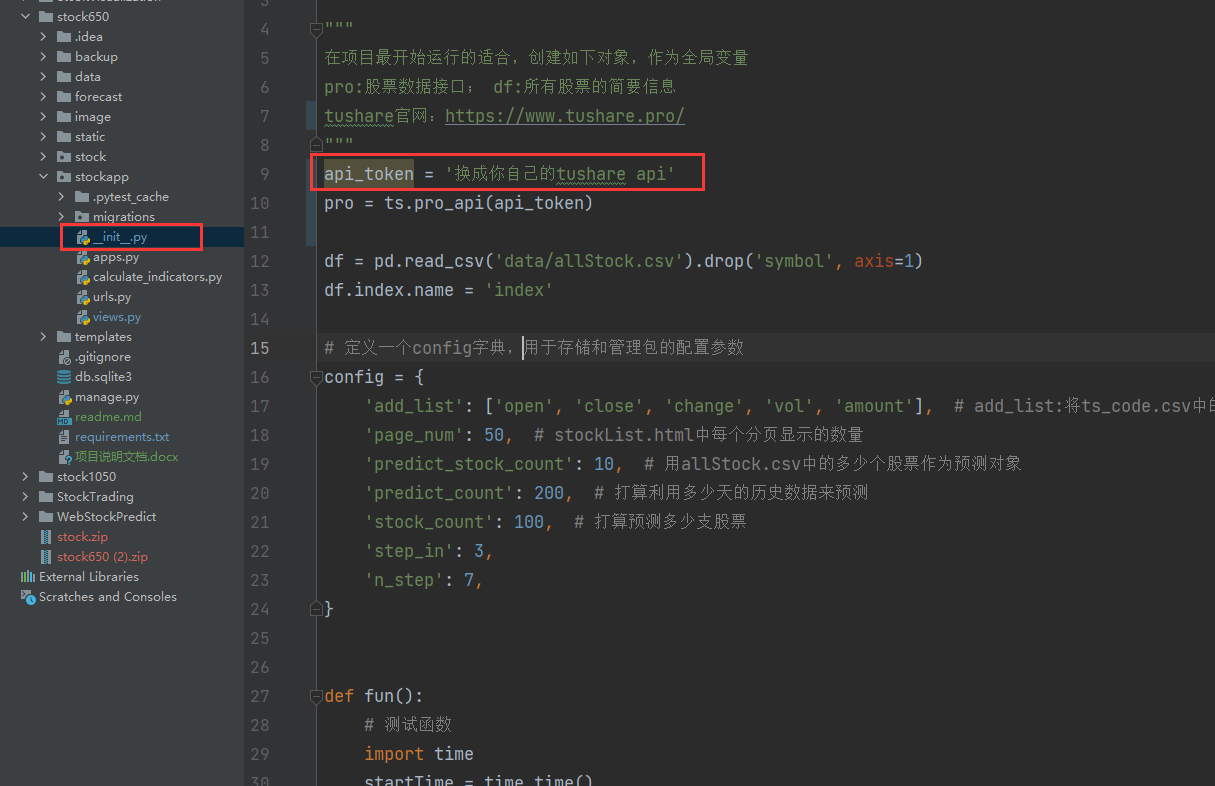 stock650
.idea
backup
data
forecast
image
static
stock
stockapp
.pytest_cache
migrations
__init__.py
apps.py
calculate_indicators.py
urls.py
views.py
templates
.gitignore
db.sqlite3
manage.py
readme.md
requirements.txt
项目说明文档.docx
stock1050
StockTrading
WebStockPredict
stock.zip
stock650 (2).zip
External Libraries
Scratches and Consoles
4 """
5 在项目最开始运行的适合，创建如下对象，作为全局变量
6 pro:股票数据接口； df:所有股票的简要信息
7 tushare官网：https://www.tushare.pro/
8 """
9 api_token = '换成你自己的tushare api'
10 pro = ts.pro_api(api_token)
11
12 df = pd.read_csv('data/allStock.csv').drop('symbol', axis=1)
13 df.index.name = 'index'
14
15 # 定义一个config字典，用于存储和管理包的配置参数
16 config = {
17 'add_list': ['open', 'close', 'change', 'vol', 'amount'], # add_list:将ts_code.csv中的
18 'page_num': 50, # stockList.html中每个分页显示的数量
19 'predict_stock_count': 10, # 用allStock.csv中的多少个股票作为预测对象
20 'predict_count': 200, # 打算利用多少天的历史数据来预测
21 'stock_count': 100, # 打算预测多少支股票
22 'step_in': 3,
23 'n_step': 7,
24 }
25
26
27 def fun():
28 # 测试函数
29 import time
30 startTime = time.time()